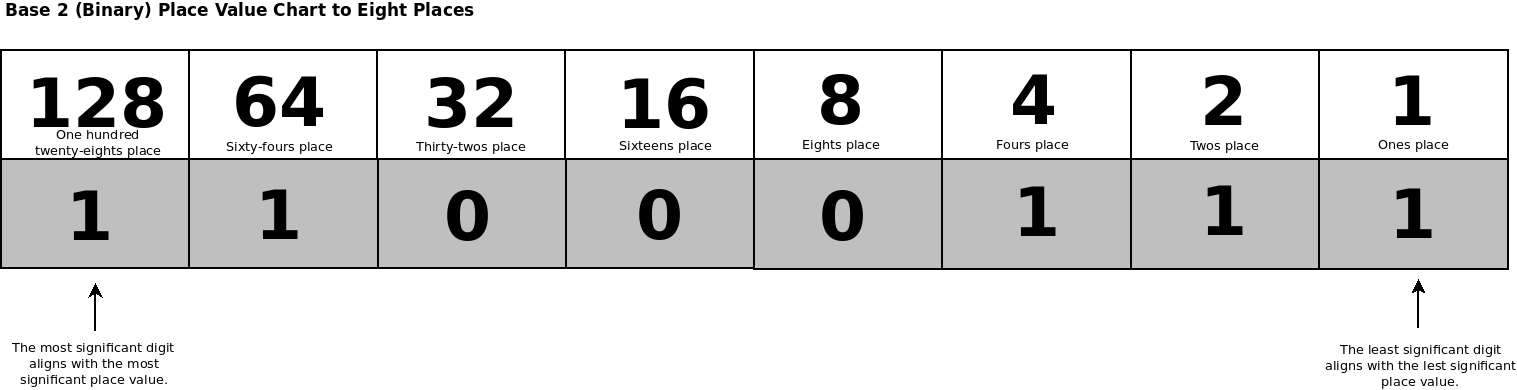 Base 2 (Binary) Place Value Chart to Eight Places
128 64 32 16 8 4 2 1
One hundred
twenty-eights place Sixty-fours place Thirty-twos place Sixteens place Eights place Fours place Twos place Ones place
1 1 0 0 0 1 1 1
The most significant digit
aligns with the most
significant place value.
The least significant digit
aligns with the lest significant
place value.